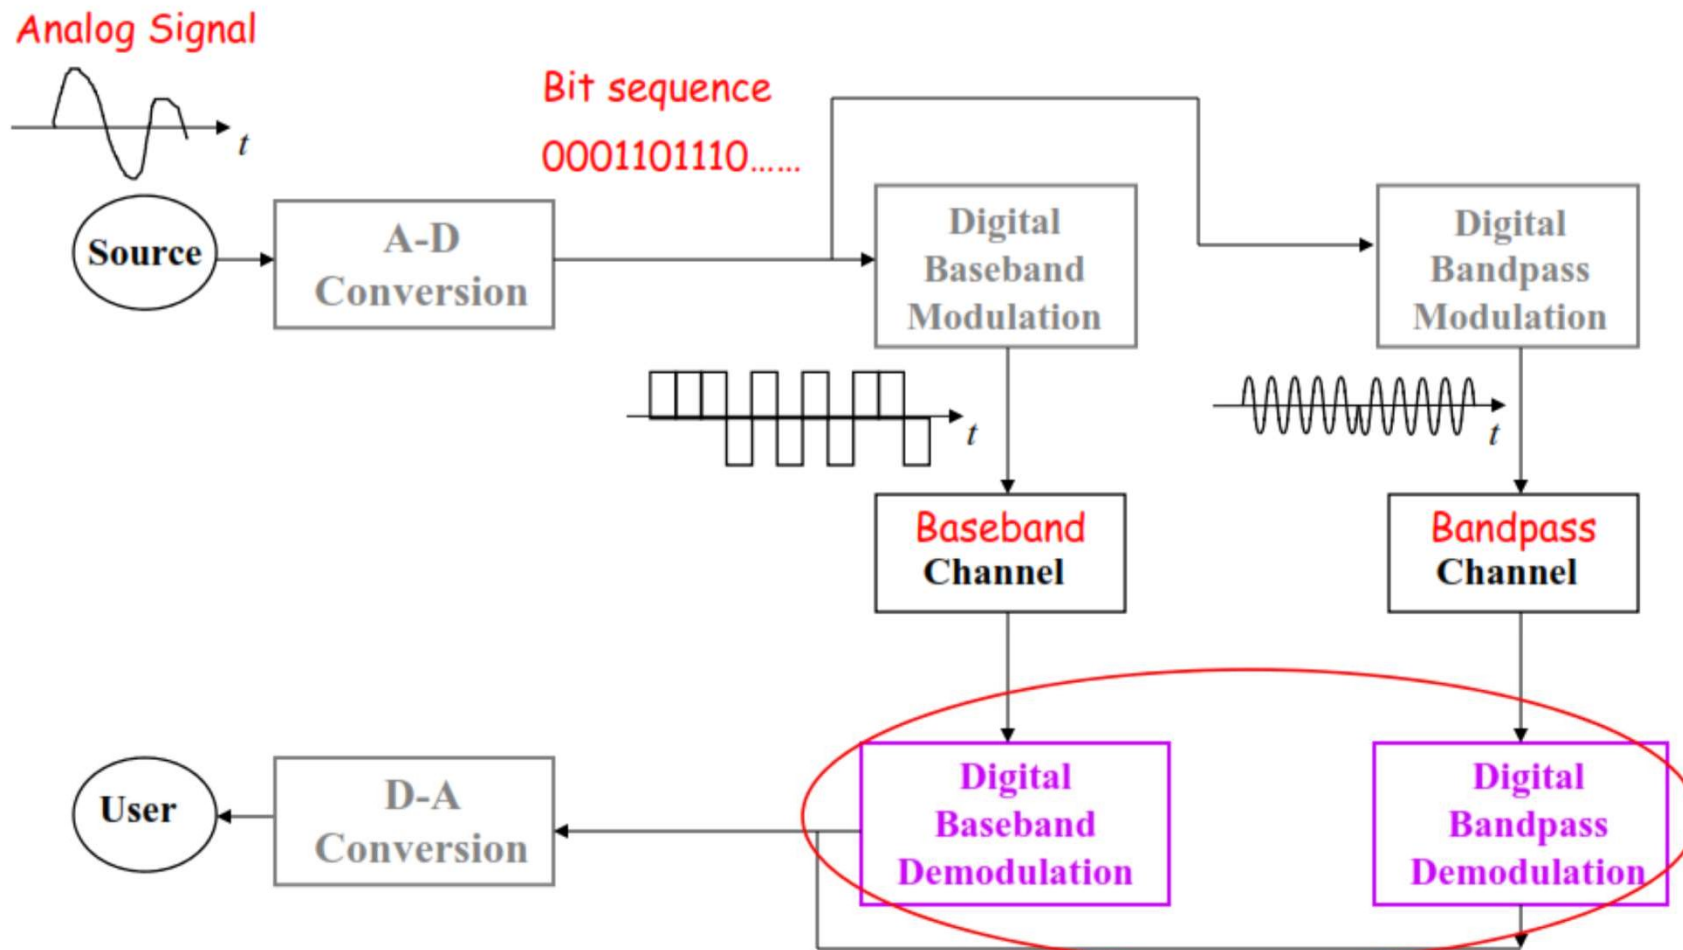 Analog Signal
t
Bit sequence
0001101110......
Source
A-D
Conversion
Digital
Baseband
Modulation
Digital
Bandpass
Modulation
t
t
Baseband
Channel
Bandpass
Channel
User
D-A
Conversion
Digital
Baseband
Demodulation
Digital
Bandpass
Demodulation